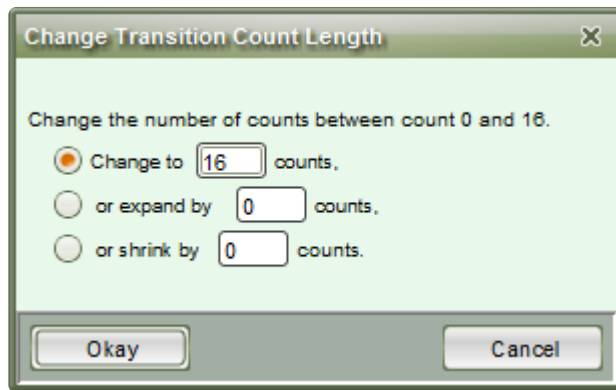 Change Transition Count Length
Change the number of counts between count 0 and 16.
Change to 16 counts,
or expand by 0 counts,
or shrink by 0 counts.
Okay Cancel